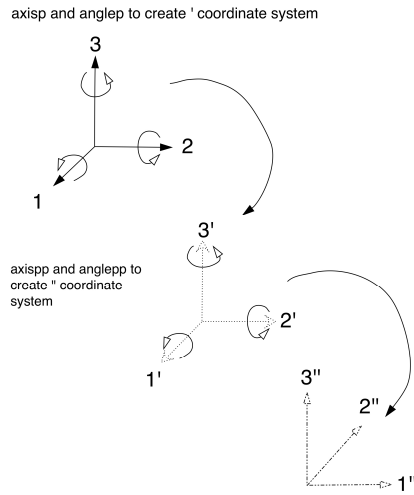 axisp and anglep to create ' coordinate system
3
2
1
3'
axispp and anglepp to
create " coordinate
system
2'
1'
3"
2"
1"